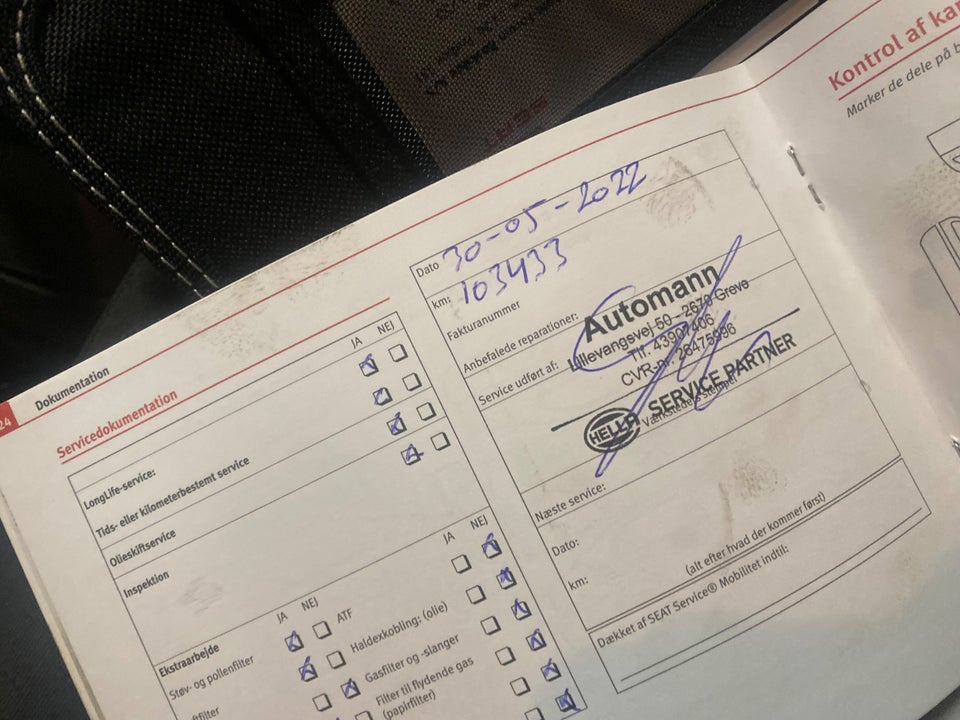 Kontrol af
Marker de dele på
24
Dokumentation
Servicedokumentation
JA NEJ
LongLife-service:
Tids- eller kilometerbestemt service
Olieskiftservice
Inspektion
JA NEJ
Ekstraarbejde
Støv- og pollenfilter
JA NEJ
ATF
Haldexkobling: (olie)
Gasfilter og -slanger
Filter til flydende gas
(papirfilter)
Dato 30-05-2022
km: 103433
Fakturanummer
Anbefalede reparationer:
Service udført af:
Automann
Lillevangsvej 50 - 2670 Greve
Tlf. 43907406
CVR-nr. 26475996
HELLA SERVICE PARTNER
Værkstedets stempel
Næste service:
Dato:
km:
(alt efter hvad der kommer først)
Dækket af SEAT Service® Mobilitet indtil: